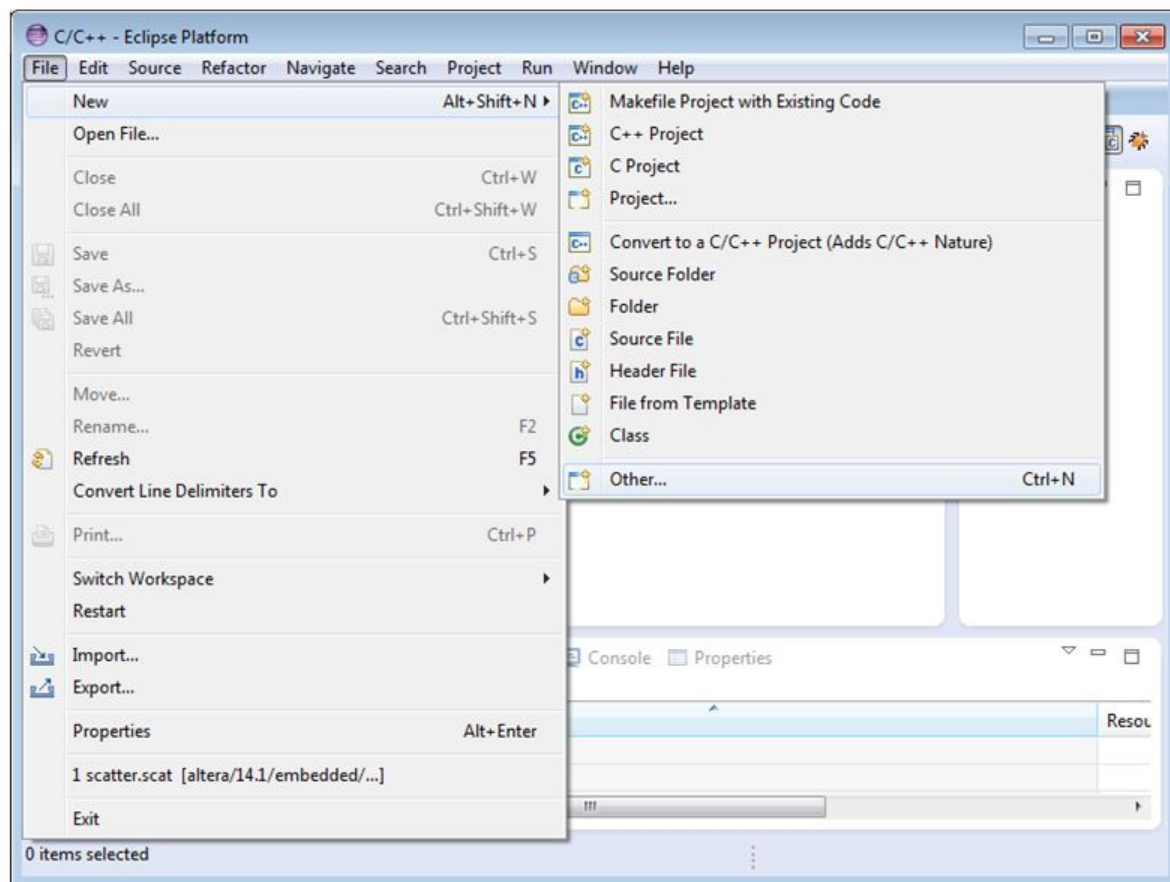 C/C++ - Eclipse Platform
File Edit Source Refactor Navigate Search Project Run Window Help
New Alt+Shift+N
Open File...
Close Ctrl+W
Close All Ctrl+Shift+W
Save Ctrl+S
Save As...
Save All Ctrl+Shift+S
Revert
Move...
Rename... F2
Refresh F5
Convert Line Delimiters To
Print... Ctrl+P
Switch Workspace
Restart
Import...
Export...
Properties Alt+Enter
1 scatter.scat [altera/14.1/embedded/...]
Exit
Makefile Project with Existing Code
C++ Project
C Project
Project...
Convert to a C/C++ Project (Adds C/C++ Nature)
Source Folder
Folder
Source File
Header File
File from Template
Class
Other... Ctrl+N
Console Properties
Resou
0 items selected